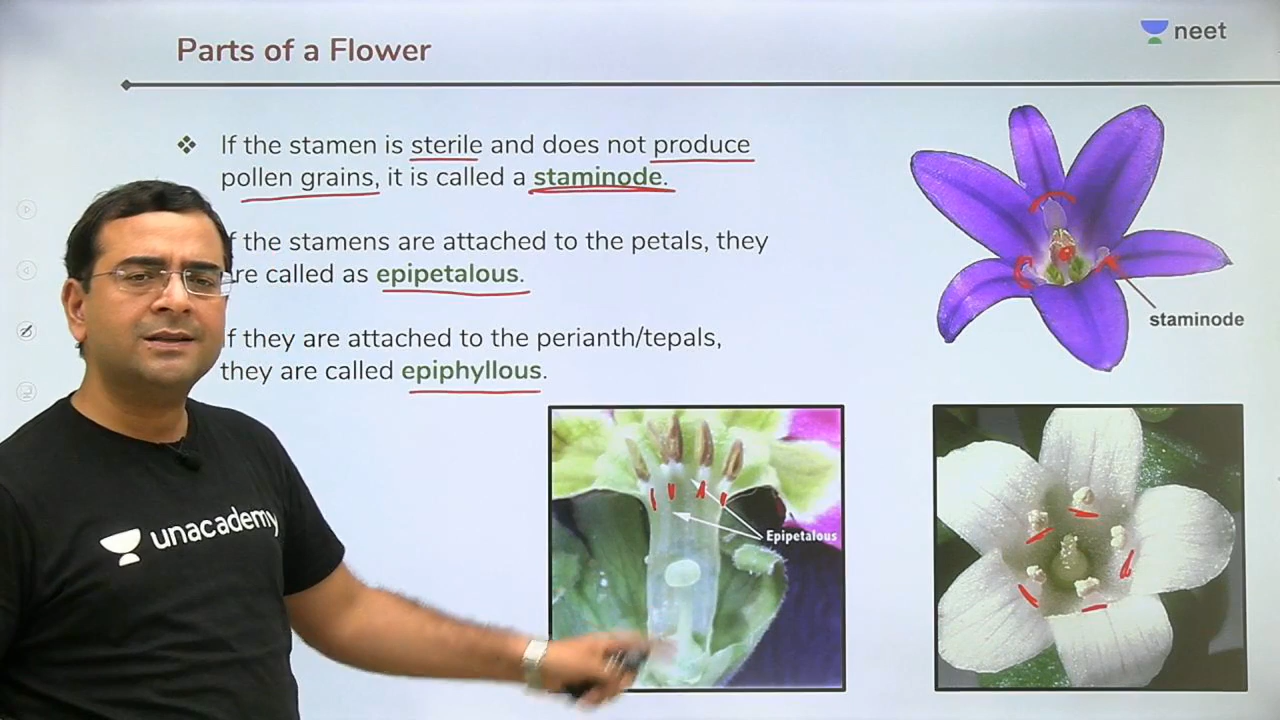 Parts of a Flower
neet
If the stamen is sterile and does not produce
pollen grains, it is called a staminode.
f the stamens are attached to the petals, they
re called as epipetalous.
f they are attached to the perianth/tepals,
they are called epiphyllous.
staminode
Epipetalous
unacademy